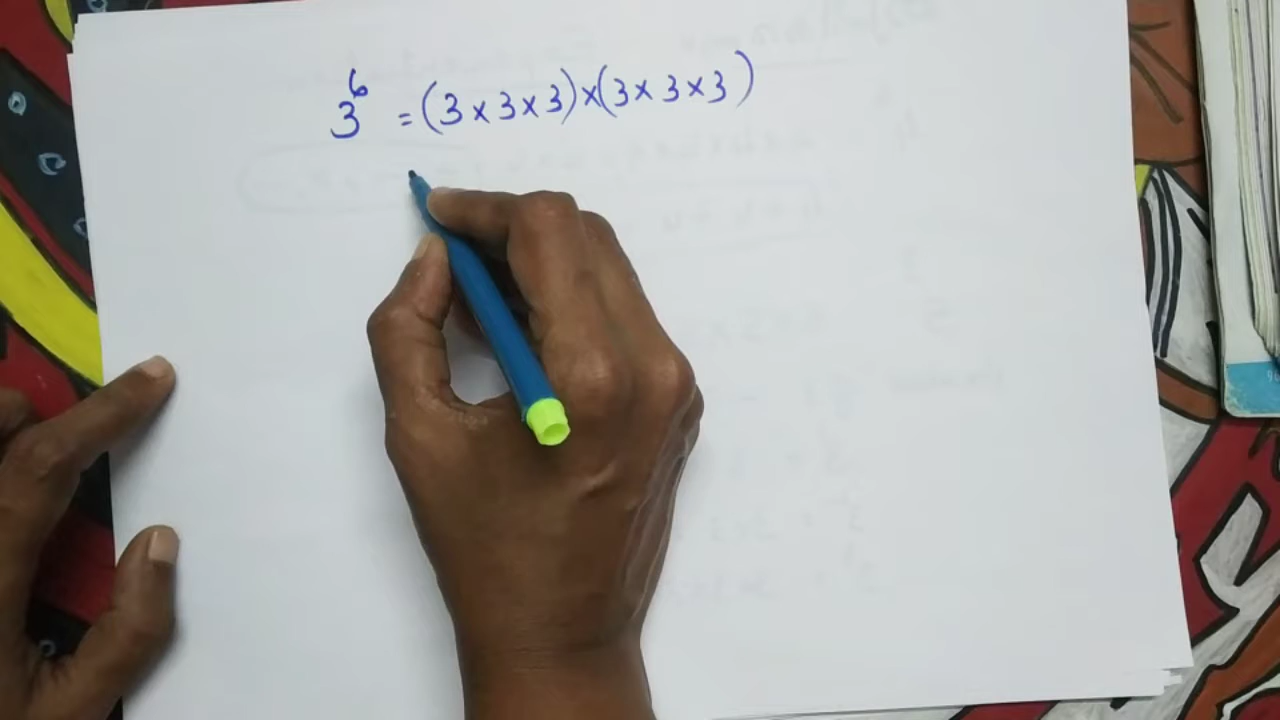 3⁶ = (3 × 3 × 3) × (3 × 3 × 3)